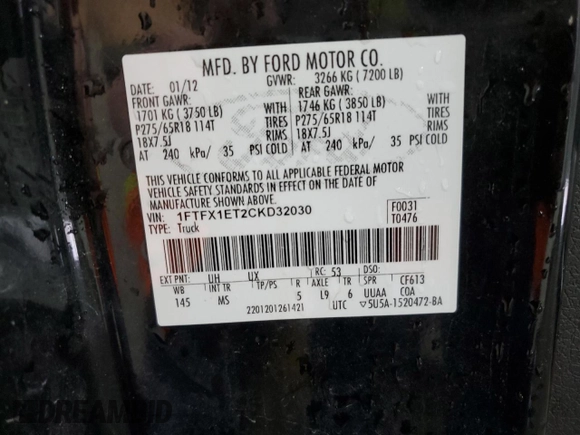 MFD. BY FORD MOTOR CO.
DATE: 01/12 GVWR: 3266 KG ( 7200 LB)
FRONT GAWR: REAR GAWR:
1701 KG ( 3750 LB) WITH 1746 KG ( 3850 LB) WITH
P275/65R18 114T TIRES P275/65R18 114T TIRES
18X7.5J RIMS 18X7.5J RIMS
AT 240 kPa/ 35 PSI COLD AT 240 kPa/ 35 PSI COLD
THIS VEHICLE CONFORMS TO ALL APPLICABLE FEDERAL MOTOR
VEHICLE SAFETY STANDARDS IN EFFECT ON THE DATE OF
MANUFACTURE SHOWN ABOVE.
VIN: 1FTFX1ET2CKD32030 F0031
TYPE: Truck T0476
EXT PNT: UH UX RC: 53 DSO:
WB INT TR TP/PS R AXLE TR SPR CF613
145 MS 5 L9 6 UUAA COA
2201201261421 UTC 5U5A-1520472-BA
DREAMBID